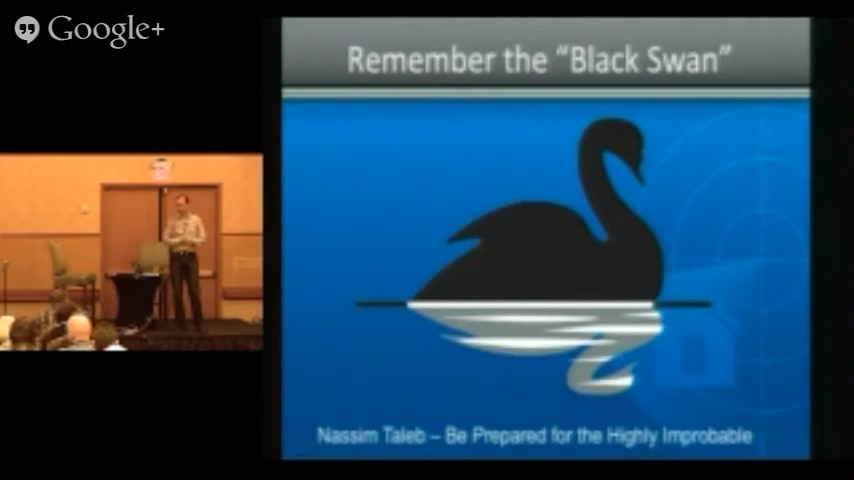 Google+
Remember the “Black Swan”
Nassim Taleb – Be Prepared for the Highly Improbable